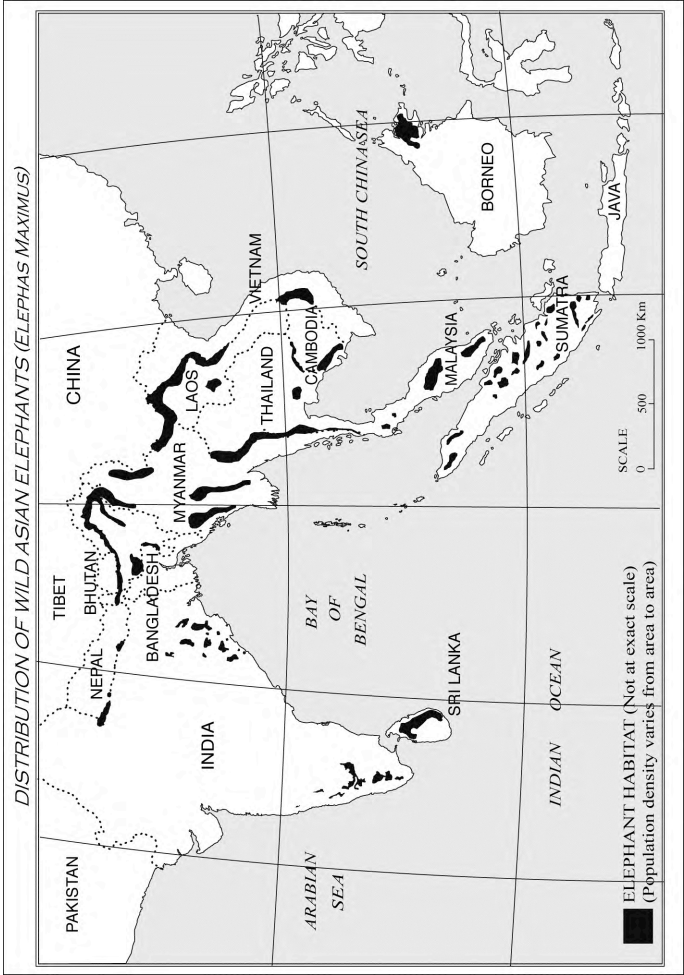 DISTRIBUTION OF WILD ASIAN ELEPHANTS (ELEPHAS MAXIMUS)
PAKISTAN
TIBET
CHINA
NEPAL
BHUTAN
INDIA
BANGLADESH
MYANMAR
LAOS
VIETNAM
THAILAND
CAMBODIA
ARABIAN
SEA
BAY
OF
BENGAL
SOUTH CHINA SEA
SRI LANKA
MALAYSIA
BORNEO
SUMATRA
JAVA
INDIAN OCEAN
SCALE
0 500 1000 Km
ELEPHANT HABITAT (Not at exact scale)
(Population density varies from area to area)